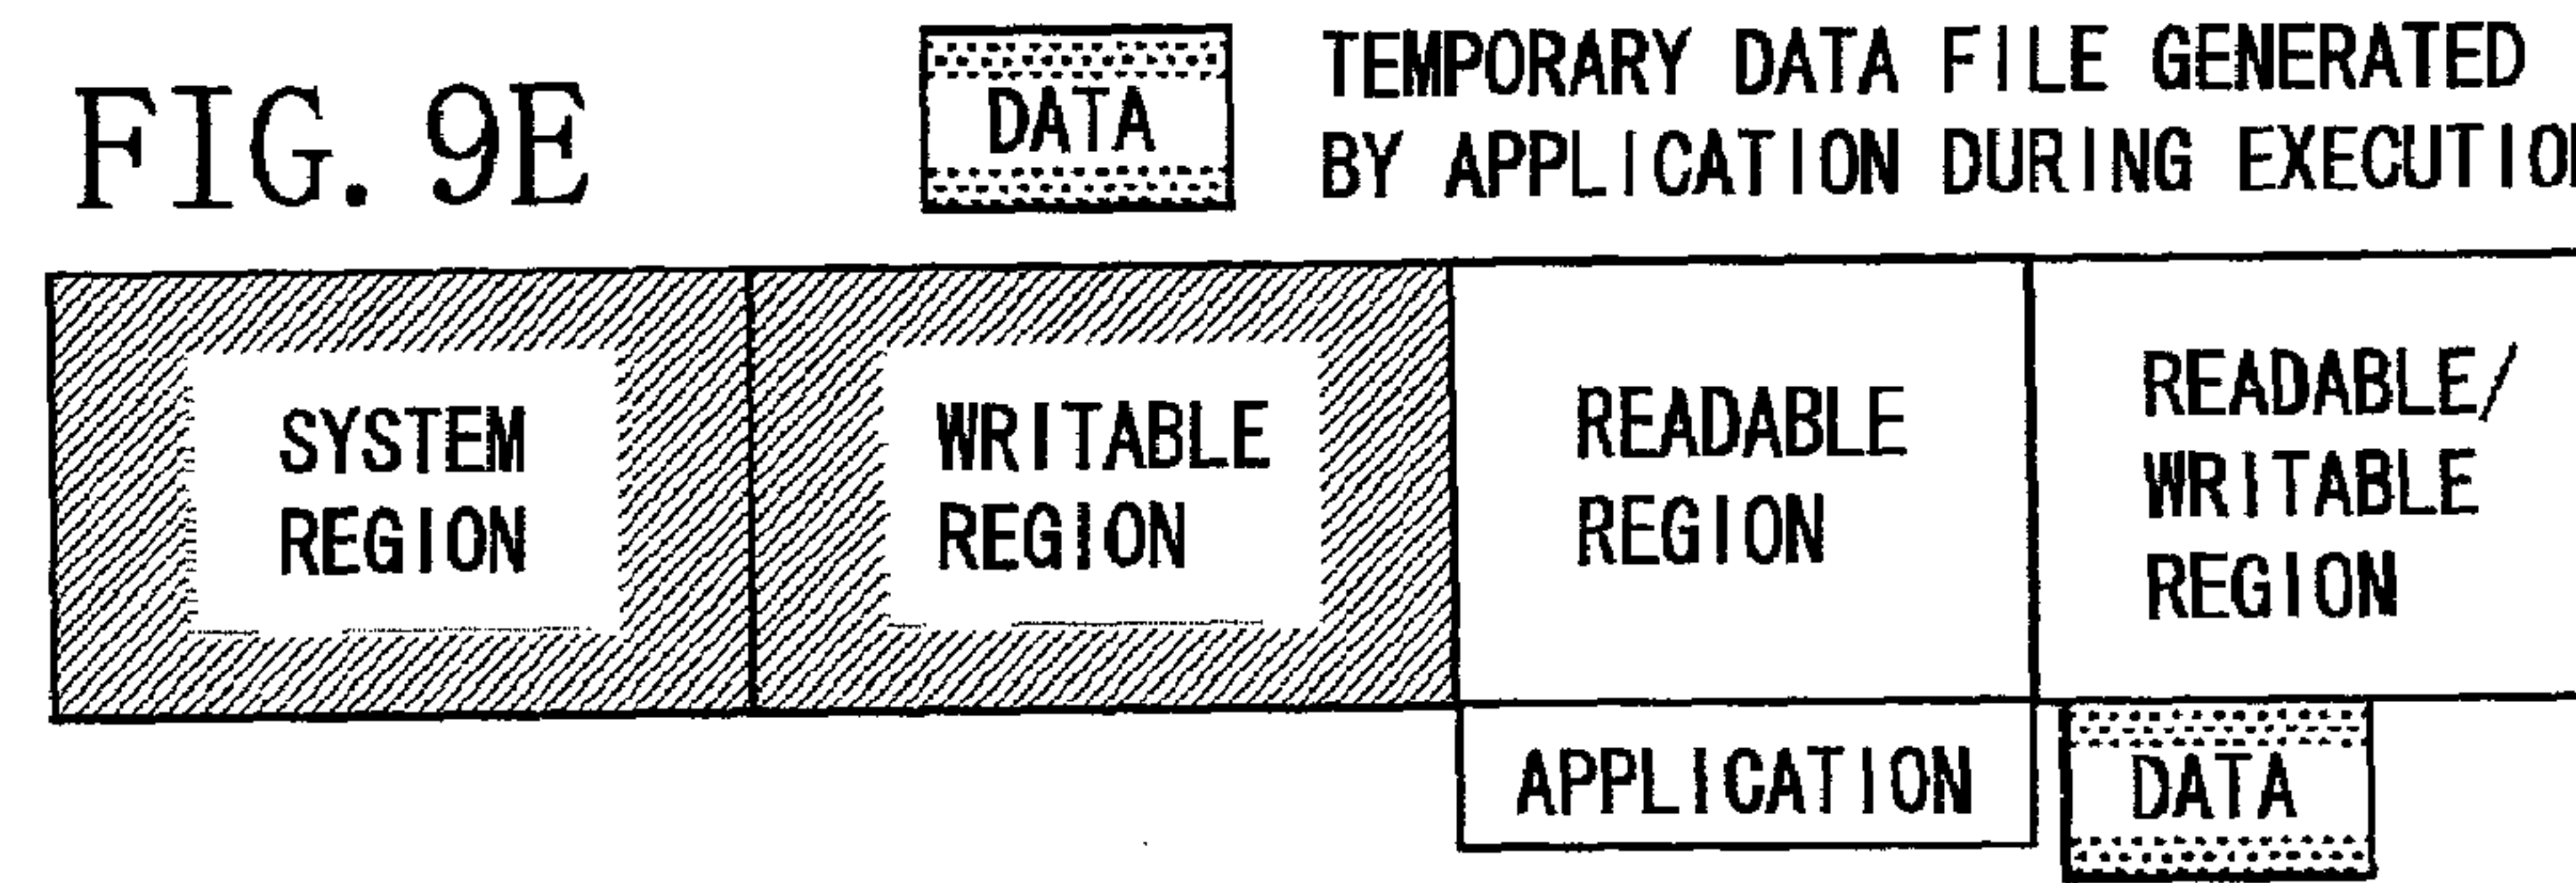 FIG. 9E
DATA
TEMPORARY DATA FILE GENERATED
BY APPLICATION DURING EXECUTION
SYSTEM
REGION
WRITABLE
REGION
READABLE
REGION
READABLE/
WRITABLE
REGION
APPLICATION
DATA